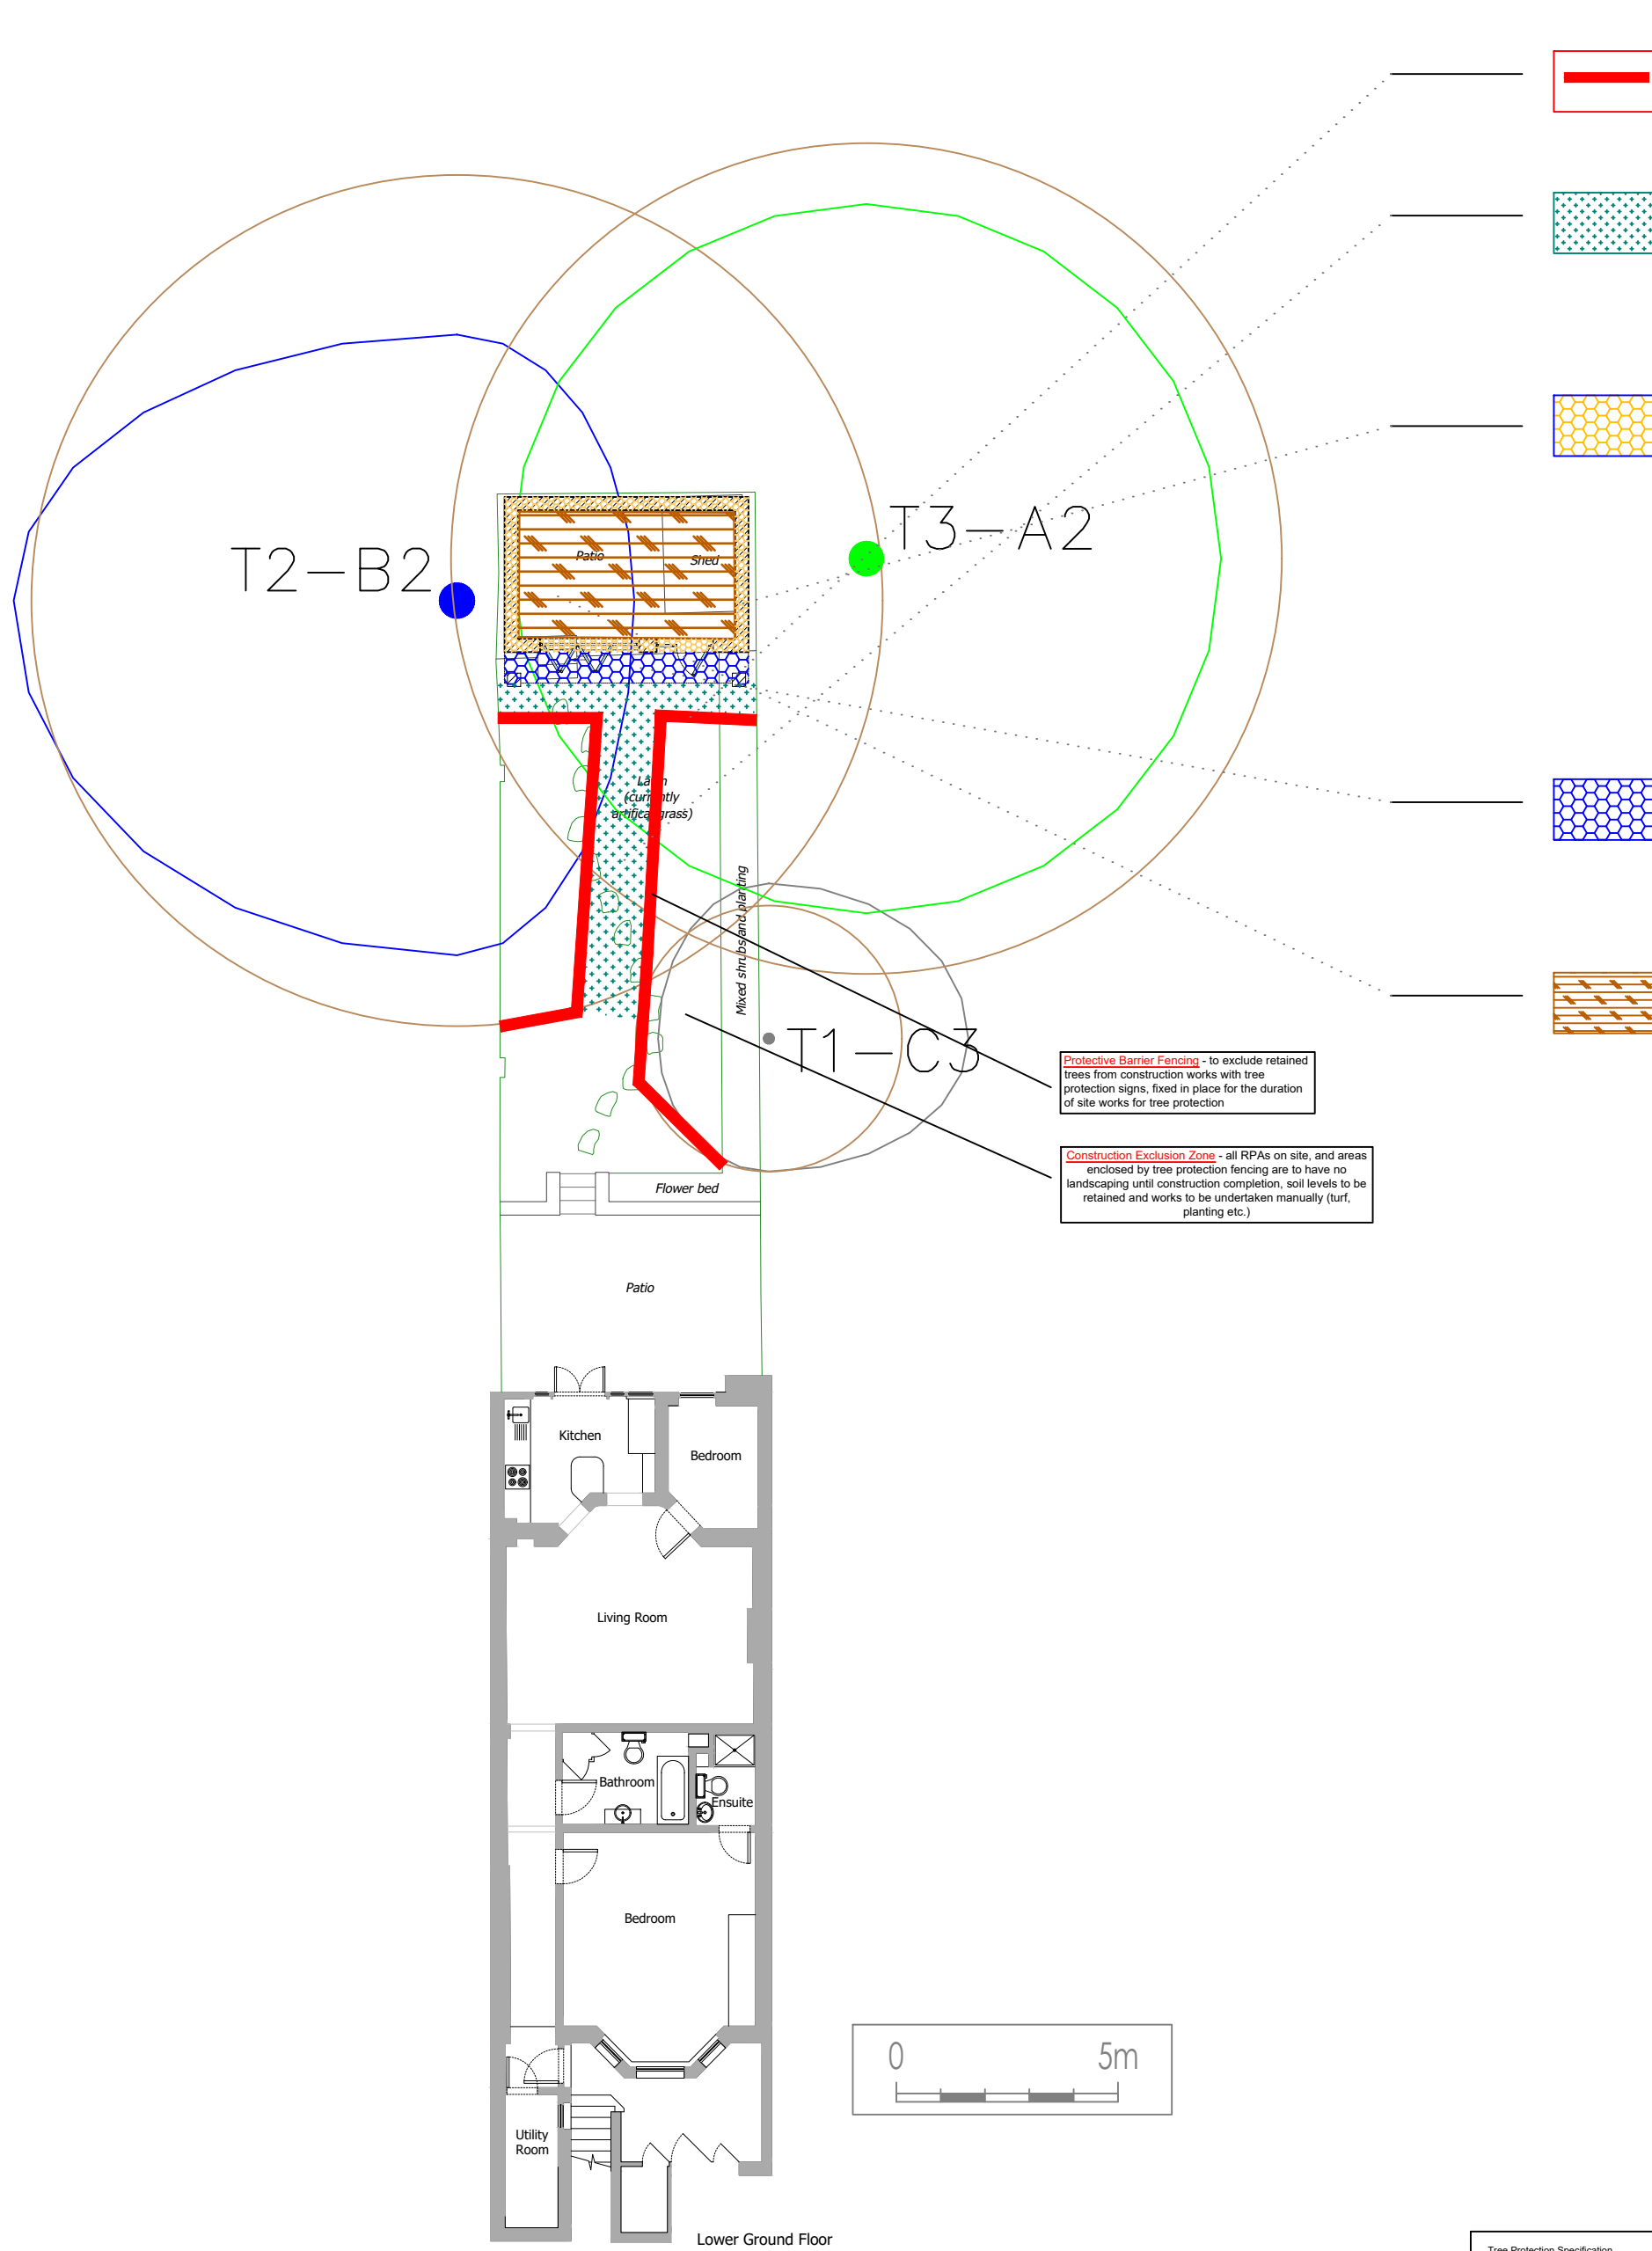 T3-A2
T2-B2
Patio
Shed
Lawn
(currently
artifical grass)
Mixed shrubs and planting
T1-C3
Protective Barrier Fencing - to exclude retained
trees from construction works with tree
protection signs, fixed in place for the duration
of site works for tree protection
Construction Exclusion Zone - all RPAs on site, and areas
enclosed by tree protection fencing are to have no
landscaping until construction completion, soil levels to be
retained and works to be undertaken manually (turf,
planting etc.)
Flower bed
Patio
Kitchen
Bedroom
Living Room
Bathroom
Ensuite
Bedroom
0 5m
Utility
Room
Lower Ground Floor
Tree Protection Specification